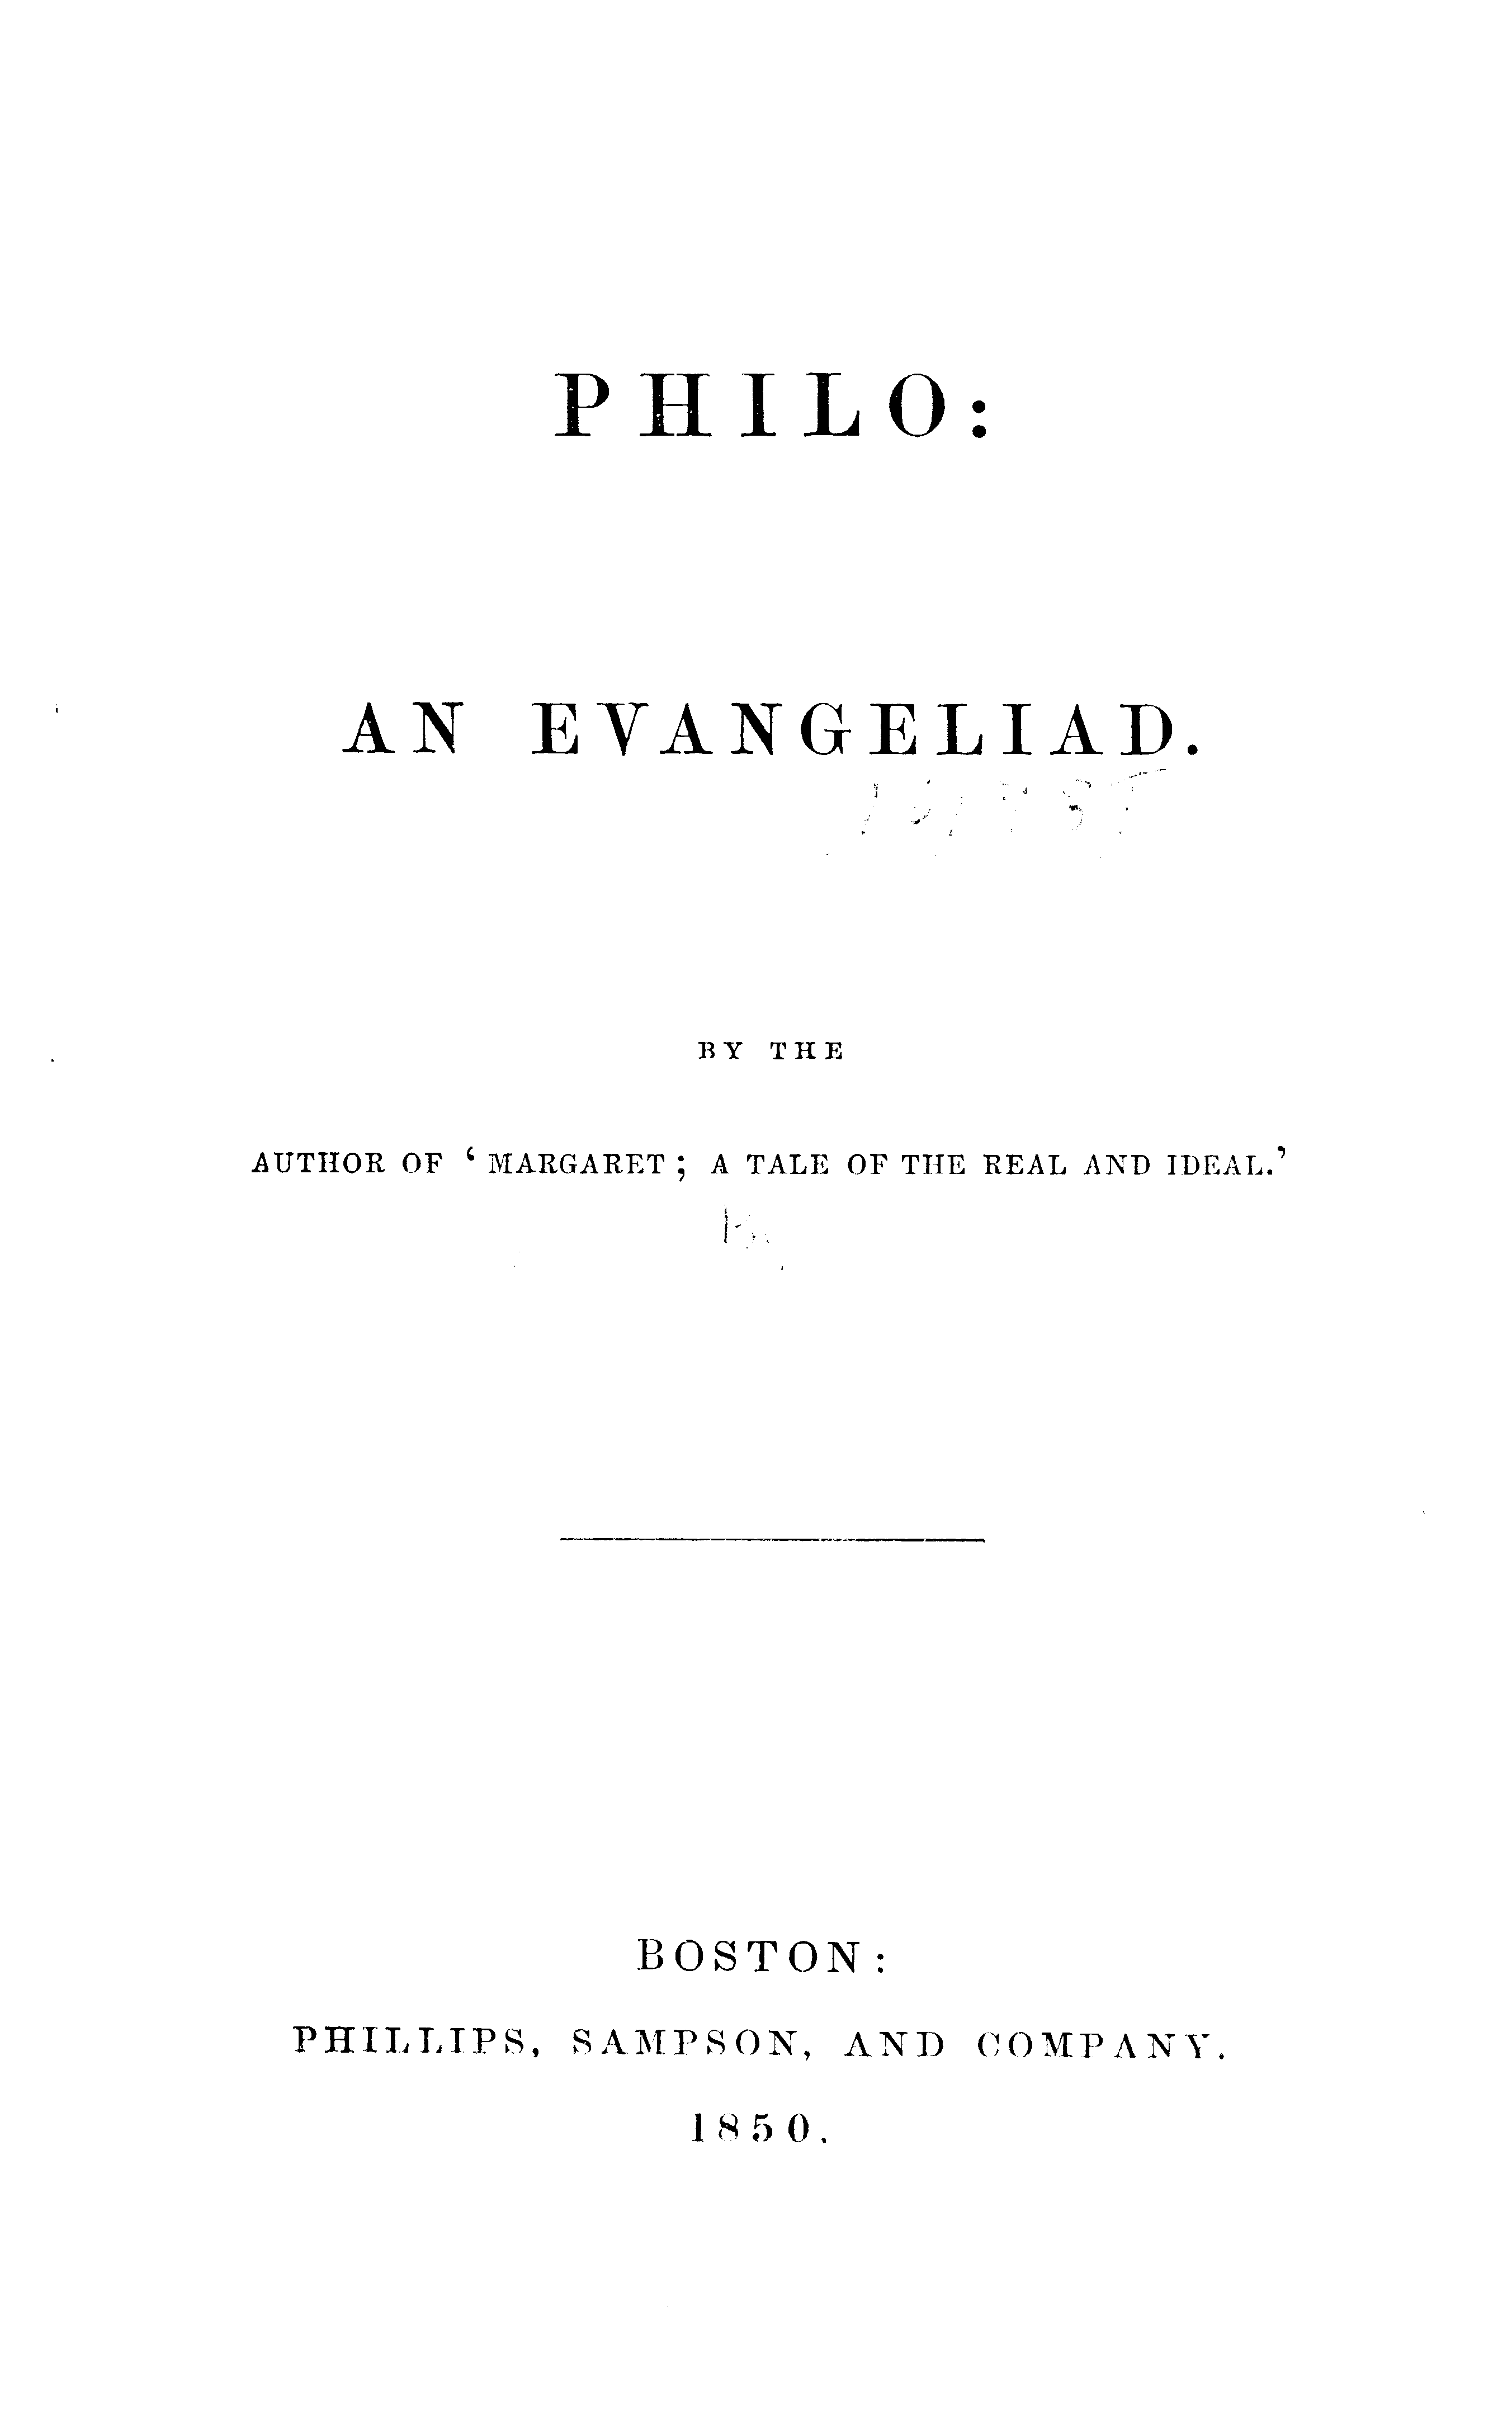 PHILO:
AN EVANGELIAD.
BY THE
AUTHOR OF ‘ MARGARET ; A TALE OF THE REAL AND IDEAL.’
BOSTON:
PHILLIPS, SAMPSON, AND COMPANY.
1850.